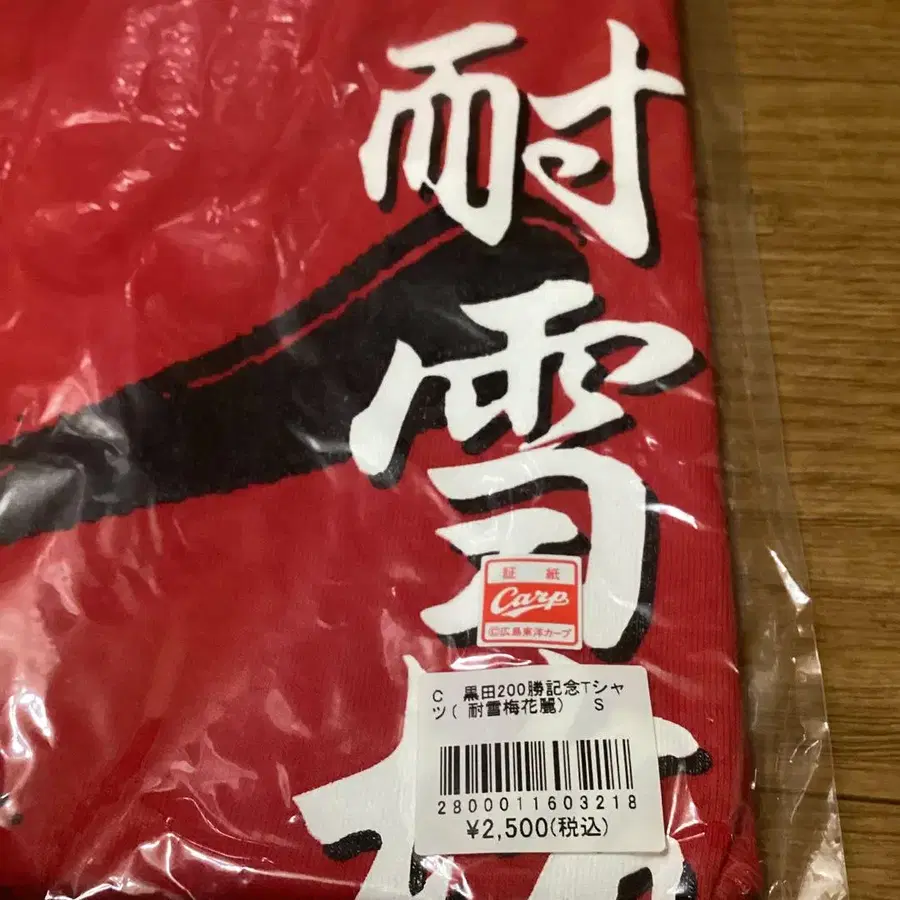 耐
雪
梅
証 紙
Carp
©広島東洋カープ
C 黒田200勝記念Tシャ
ツ( 耐雪梅花麗) S
2800011603218
¥2,500(税込)